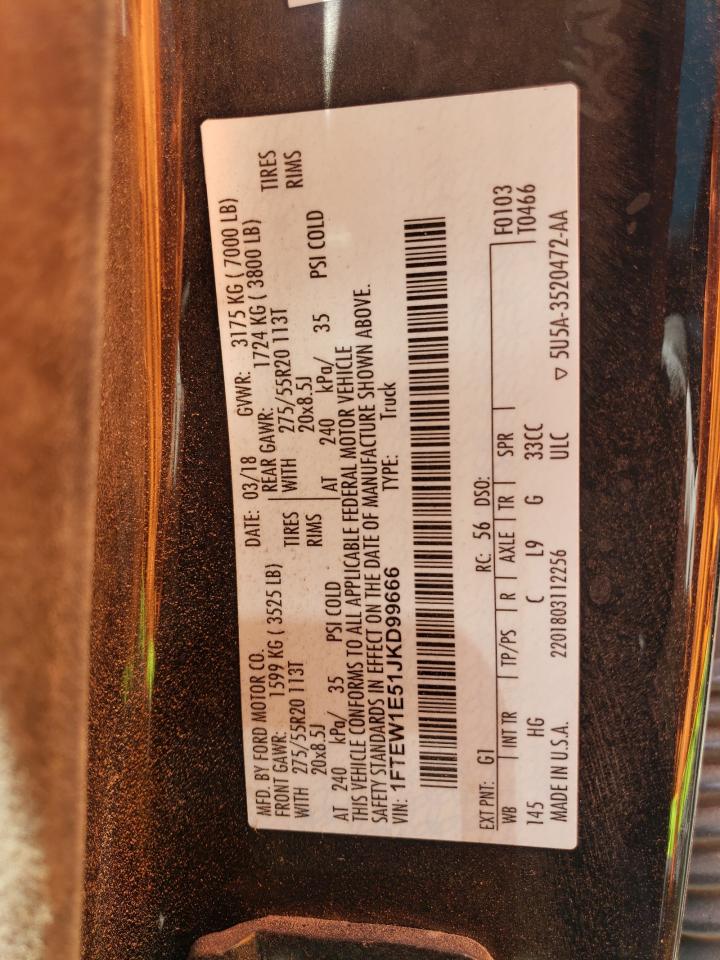 MFD. BY FORD MOTOR CO. DATE: 03/18 GVWR: 3175 KG ( 7000 LB)
FRONT GAWR: 1599 KG ( 3525 LB) REAR GAWR: 1724 KG ( 3800 LB)
WITH 275/55R20 113T TIRES WITH 275/55R20 113T TIRES
20x8.5J RIMS 20x8.5J RIMS
AT 240 kPa/ 35 PSI COLD AT 240 kPa/ 35 PSI COLD
THIS VEHICLE CONFORMS TO ALL APPLICABLE FEDERAL MOTOR VEHICLE
SAFETY STANDARDS IN EFFECT ON THE DATE OF MANUFACTURE SHOWN ABOVE.
VIN: 1FTEW1E51JKD99666 TYPE: Truck
EXT PNT: G1 RC: 56 DSO:
WB INT TR TP/PS R AXLE TR SPR F0103
145 HG C L9 G 33CC T0466
MADE IN U.S.A. 2201803112256 ULC
▽ 5U5A-3520472-AA